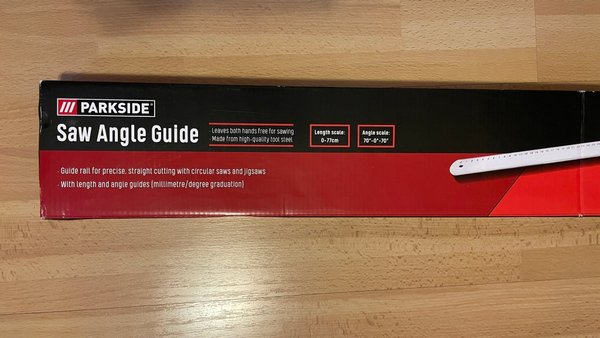 PARKSIDE®
Saw Angle Guide
Leaves both hands free for sawing
Made from high-quality tool steel
Length scale:
0-77cm
Angle scale:
70°-0°-70°
· Guide rail for precise, straight cutting with circular saws and jigsaws
· With length and angle guides (millimetre/degree graduation)